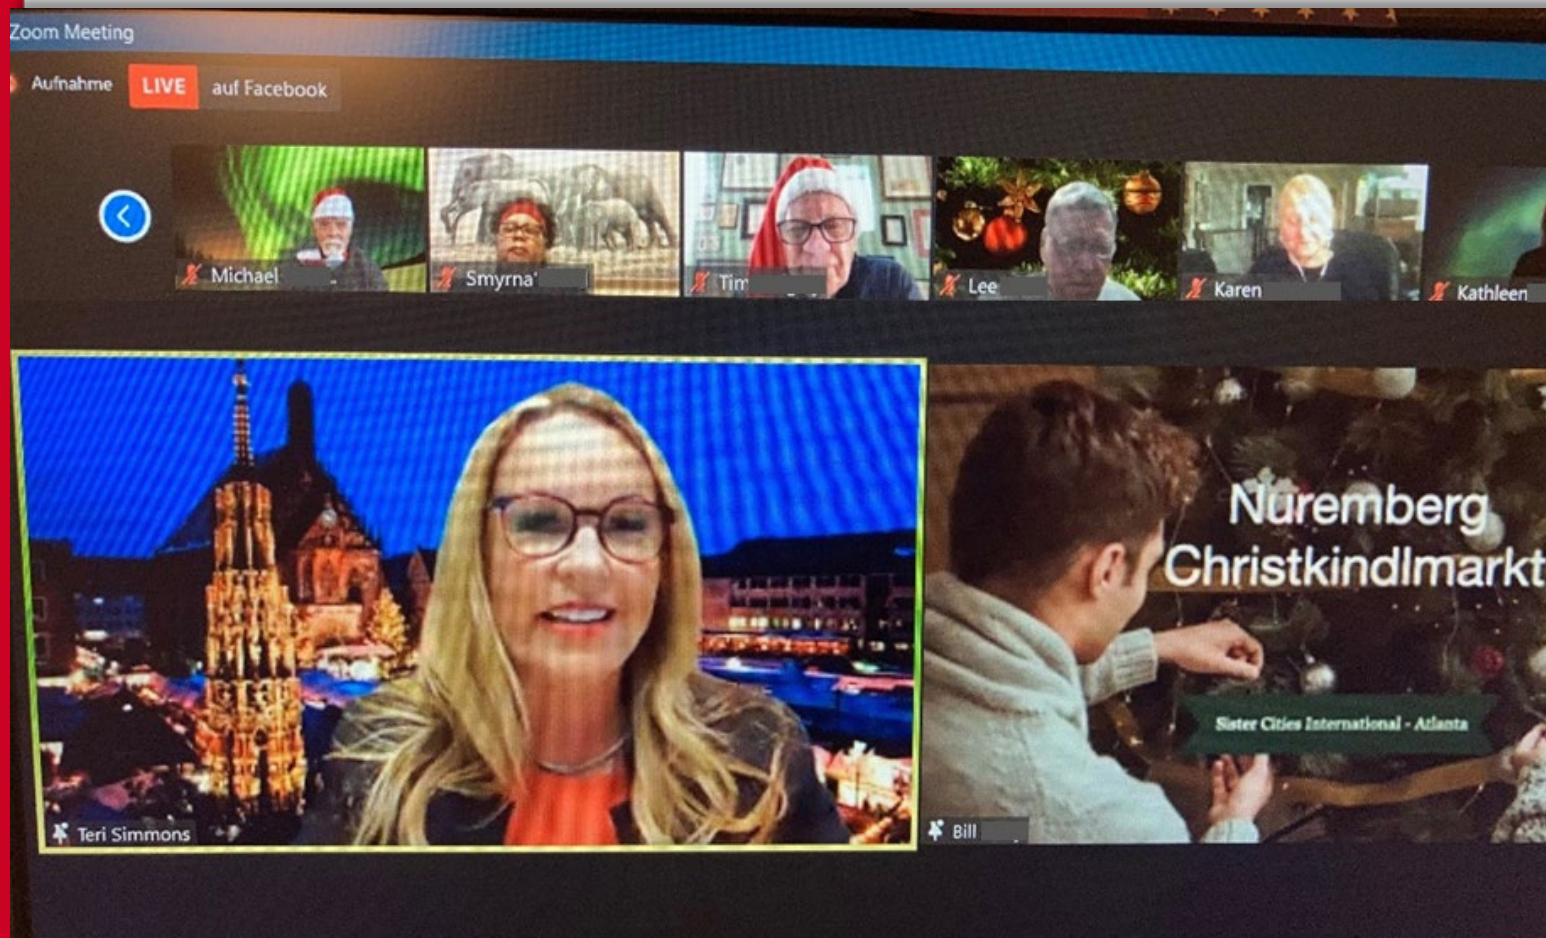 Zoom Meeting
Aufnahme LIVE auf Facebook
Michael
Smyrna'
Tim
Lee
Karen
Kathleen
Nuremberg
Christkindlmarkt
Sister Cities International - Atlanta
Teri Simmons
Bill